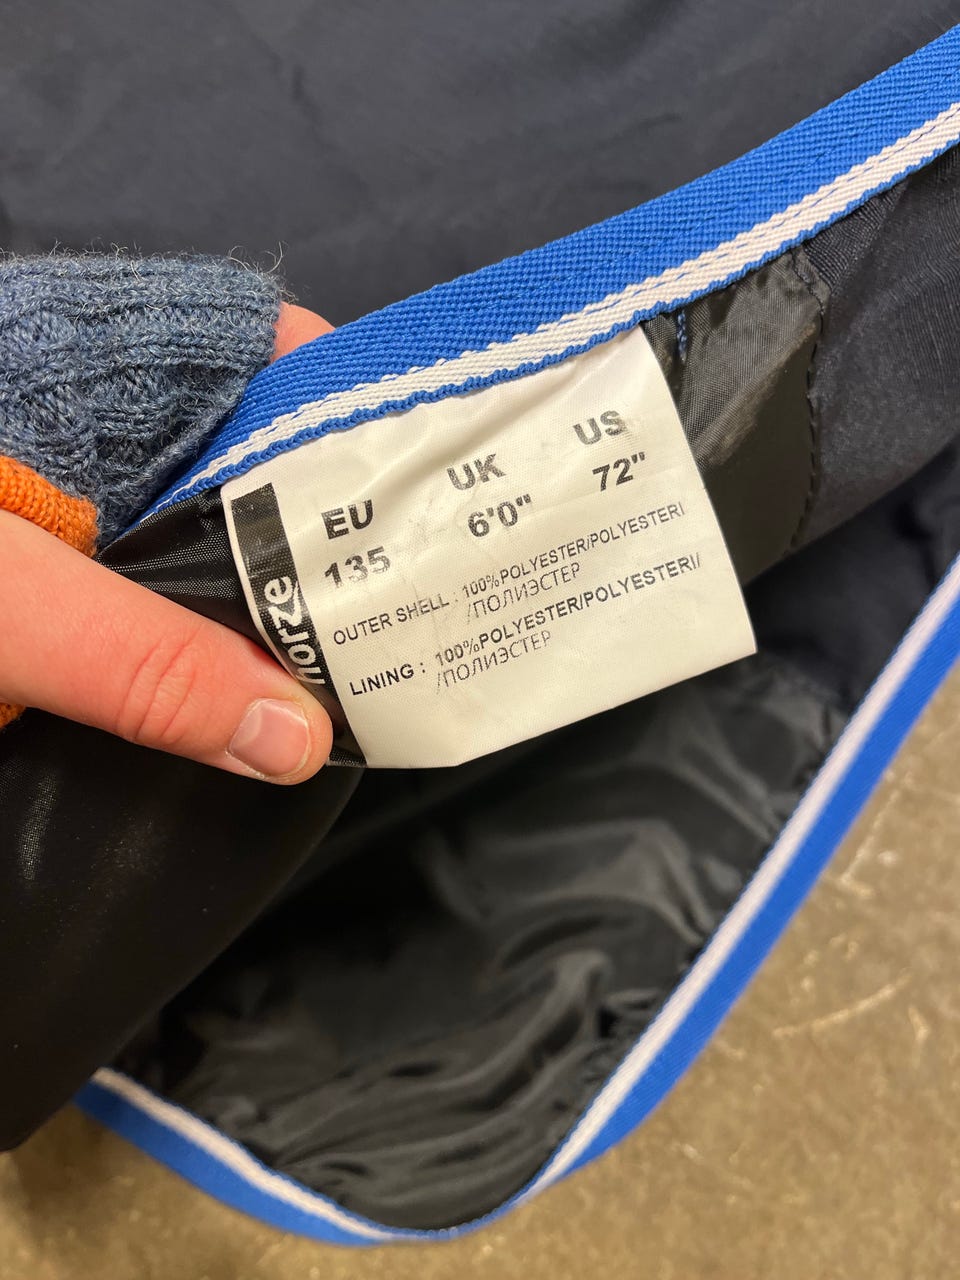 horze
EU UK US
135 6'0" 72"
OUTER SHELL : 100%POLYESTER/POLYESTERI
/ПОЛИЭСТЕР
LINING : 100%POLYESTER/POLYESTERI/
/ПОЛИЭСТЕР